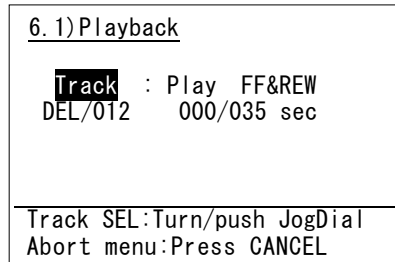 6.1)Playback
Track : Play FF&REW
DEL/012 000/035 sec
Track SEL:Turn/push JogDial
Abort menu:Press CANCEL